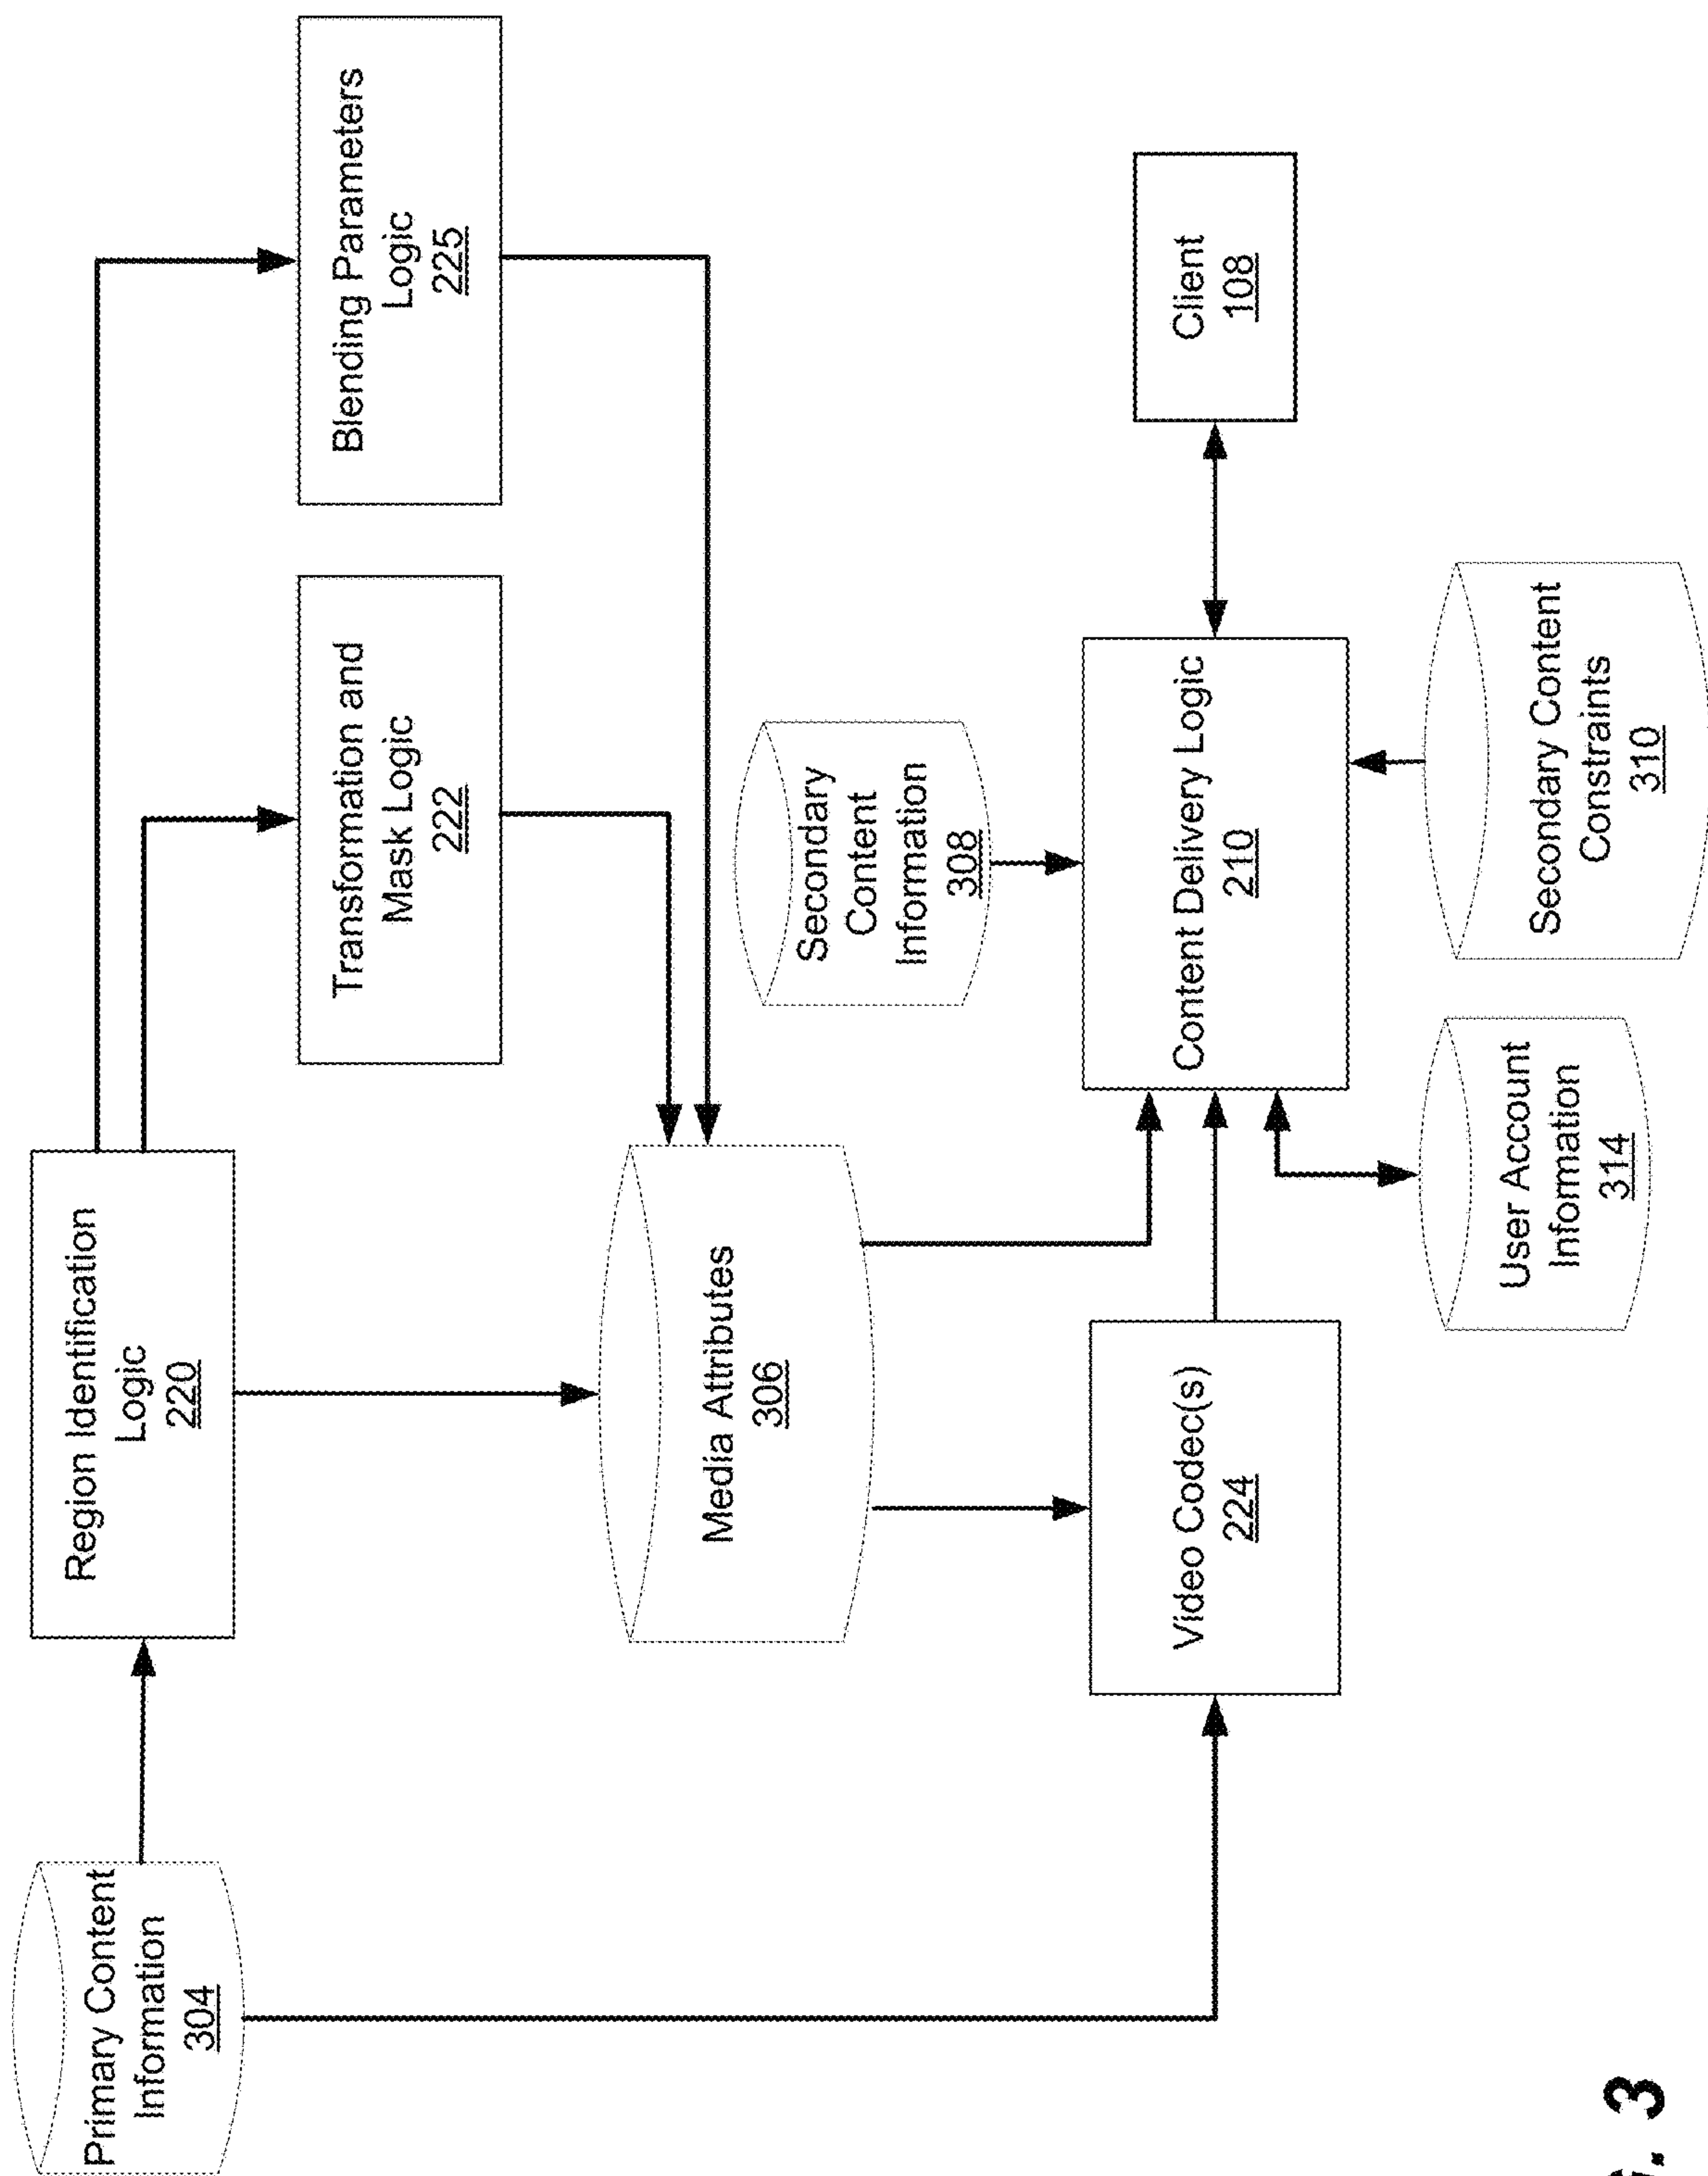 Primary Content
Information
304
Region Identification
Logic
220
Transformation and
Mask Logic
222
Blending Parameters
Logic
225
Media Attributes
306
Secondary
Content
Information
308
Video Codec(s)
224
Content Delivery Logic
210
Client
108
User Account
Information
314
Secondary Content
Constraints
310
3